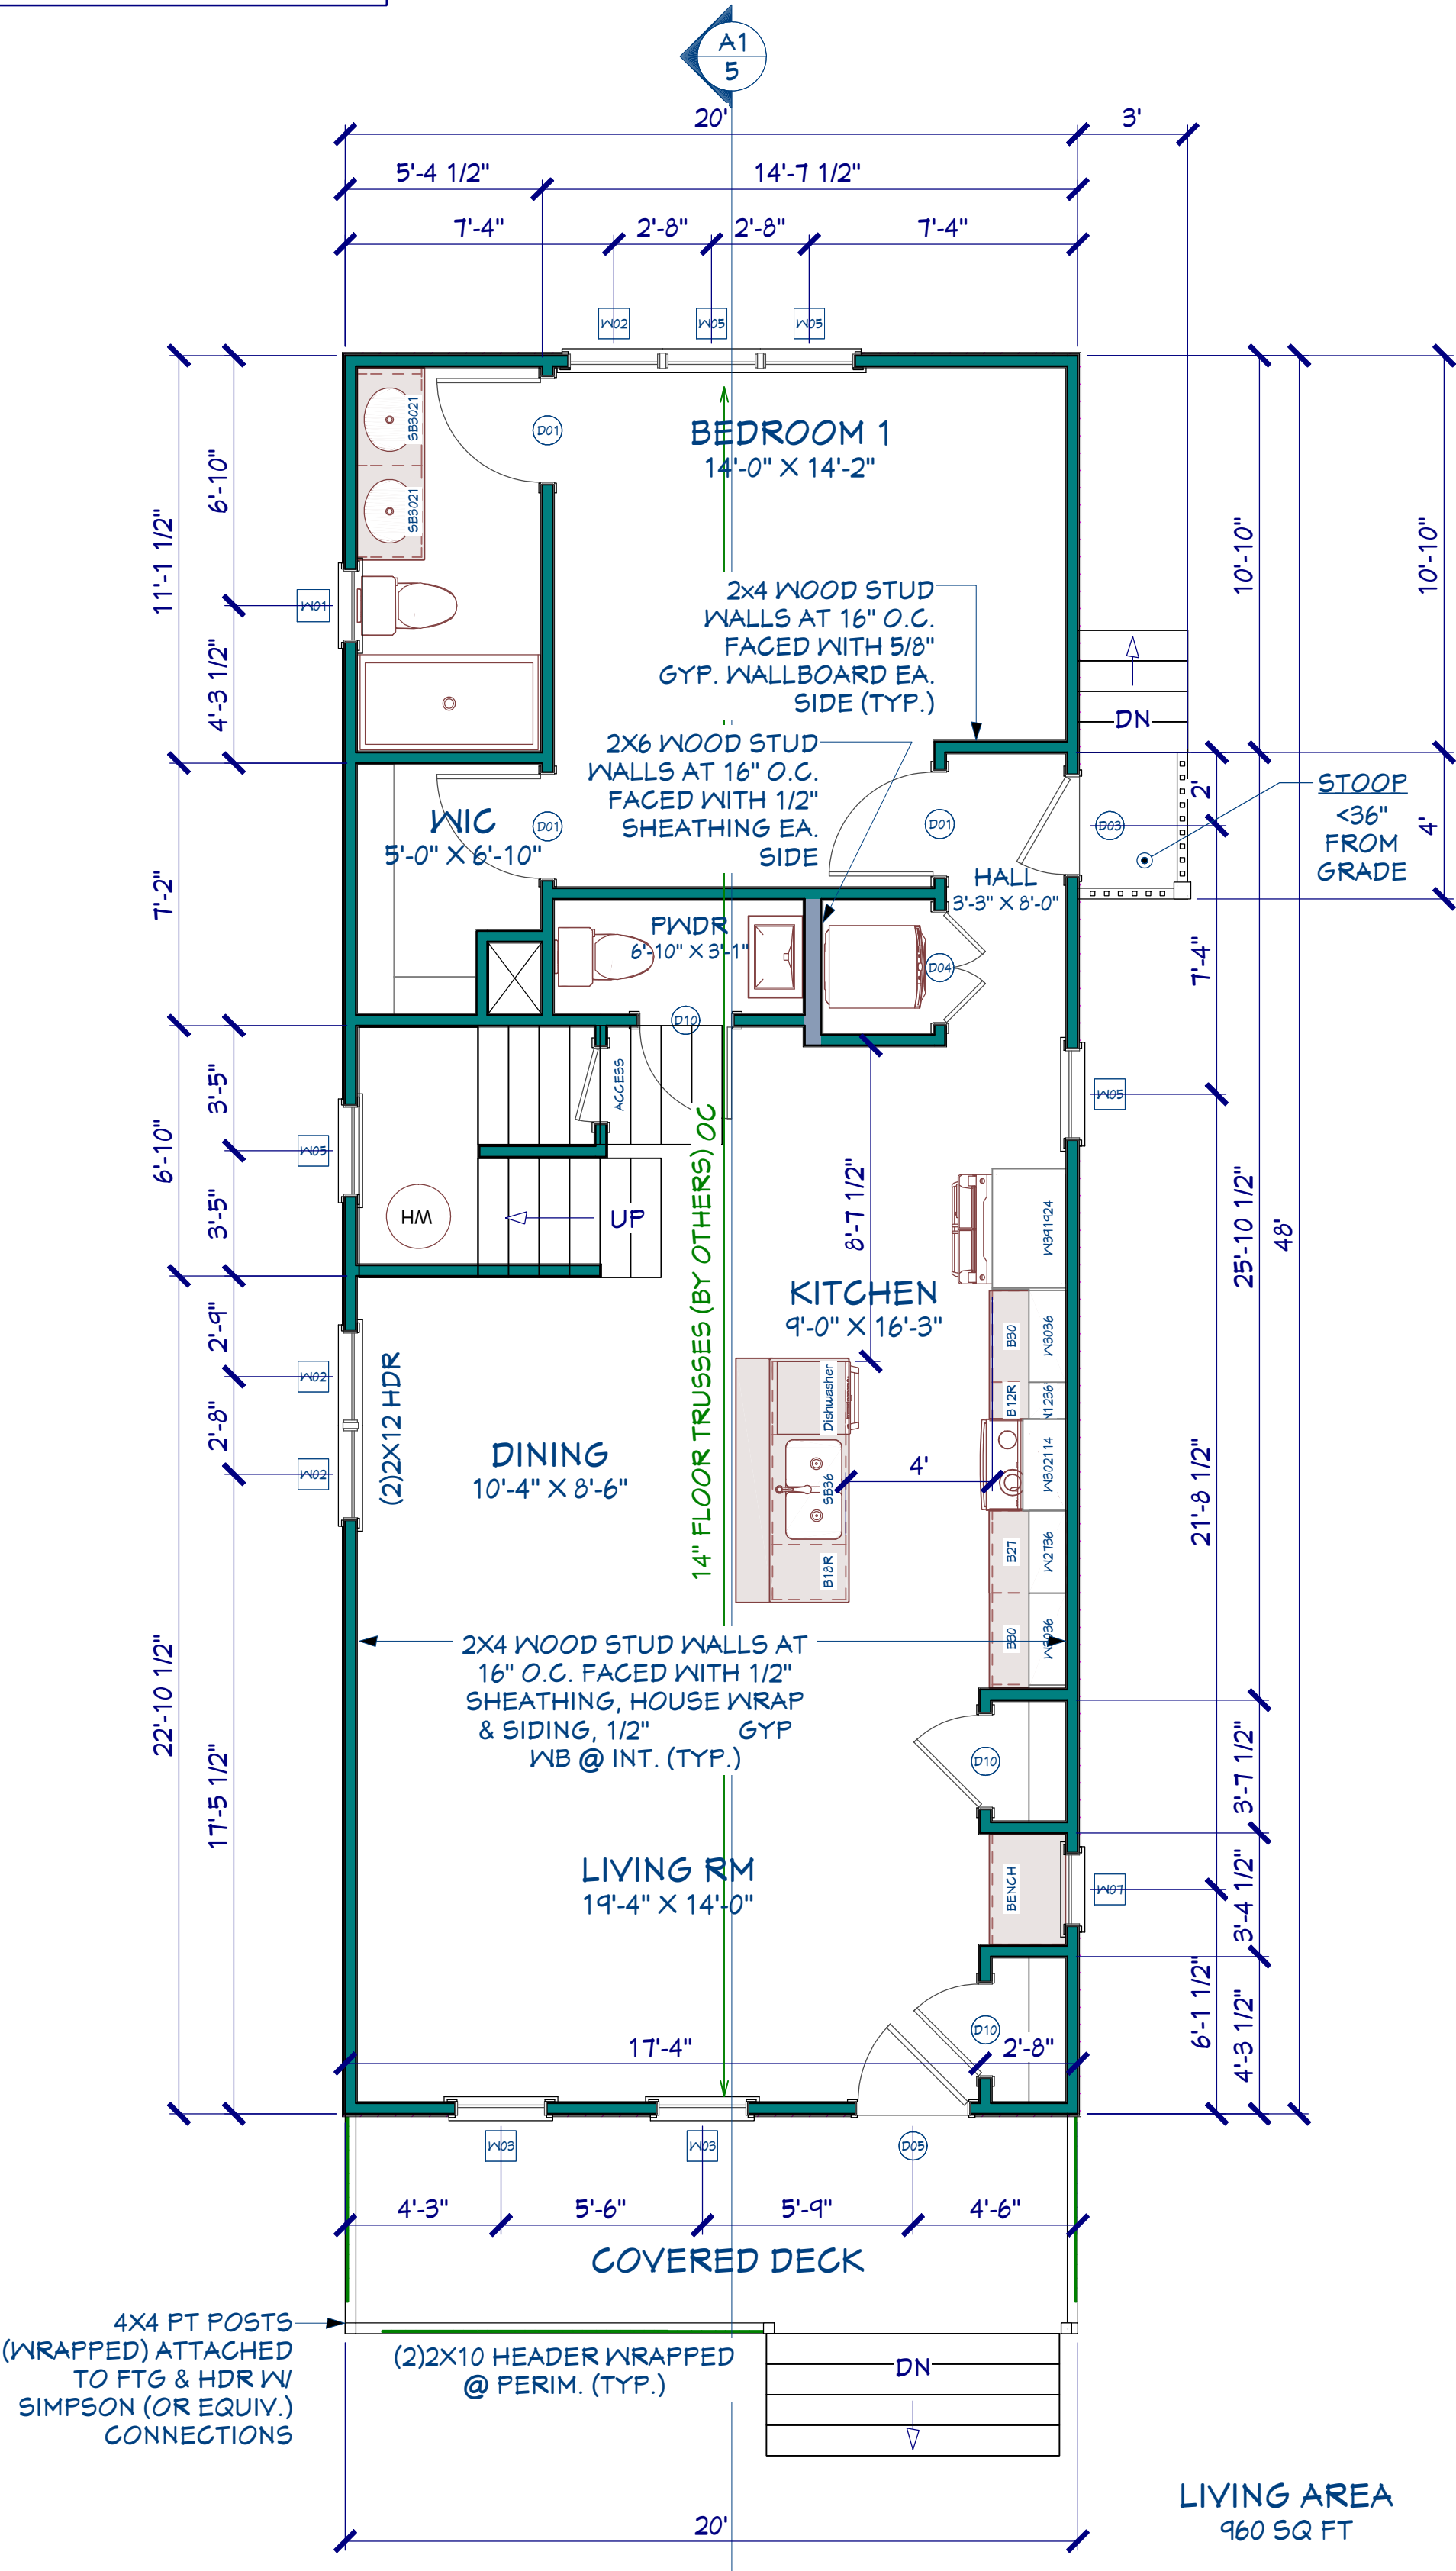 A1
5
20'
3'
5'-4 1/2"
14'-7 1/2"
7'-4"
2'-8"
2'-8"
7'-4"
W02
W05
W05
SB3021
SB3021
D01
BEDROOM 1
14'-0" X 14'-2"
6'-10"
11'-1 1/2"
4'-3 1/2"
W01
10'-10"
10'-10"
2x4 WOOD STUD
WALLS AT 16" O.C.
FACED WITH 5/8"
GYP. WALLBOARD EA.
SIDE (TYP.)
DN
2X6 WOOD STUD
WALLS AT 16" O.C.
FACED WITH 1/2"
SHEATHING EA.
SIDE
WIC
5'-0" X 6'-10"
D01
D01
D03
2'
4'
STOOP
<36"
FROM
GRADE
HALL
3'-3" X 8'-0"
7'-2"
PWDR
6'-10" X 3'-1"
D04
D10
7'-4"
ACCESS
3'-5"
6'-10"
3'-5"
W05
W05
WH
UP
14" FLOOR TRUSSES (BY OTHERS) OC
8'-7 1/2"
W391924
25'-10 1/2"
48'
KITCHEN
9'-0" X 16'-3"
2'-9"
2'-8"
W02
W02
(2)2X12 HDR
B30
W3036
B12R
W1236
Dishwasher
SB36
B18R
4'
W302114
B27
W2736
B30
W3036
21'-8 1/2"
DINING
10'-4" X 8'-6"
2X4 WOOD STUD WALLS AT
16" O.C. FACED WITH 1/2"
SHEATHING, HOUSE WRAP
& SIDING, 1/2" GYP
WB @ INT. (TYP.)
22'-10 1/2"
17'-5 1/2"
D10
3'-7 1/2"
LIVING RM
19'-4" X 14'-0"
BENCH
W07
3'-4 1/2"
6'-1 1/2"
4'-3 1/2"
D10
17'-4"
2'-8"
W03
W03
D05
4'-3"
5'-6"
5'-9"
4'-6"
COVERED DECK
4X4 PT POSTS
(WRAPPED) ATTACHED
TO FTG & HDR W/
SIMPSON (OR EQUIV.)
CONNECTIONS
(2)2X10 HEADER WRAPPED
@ PERIM. (TYP.)
DN
LIVING AREA
960 SQ FT
20'